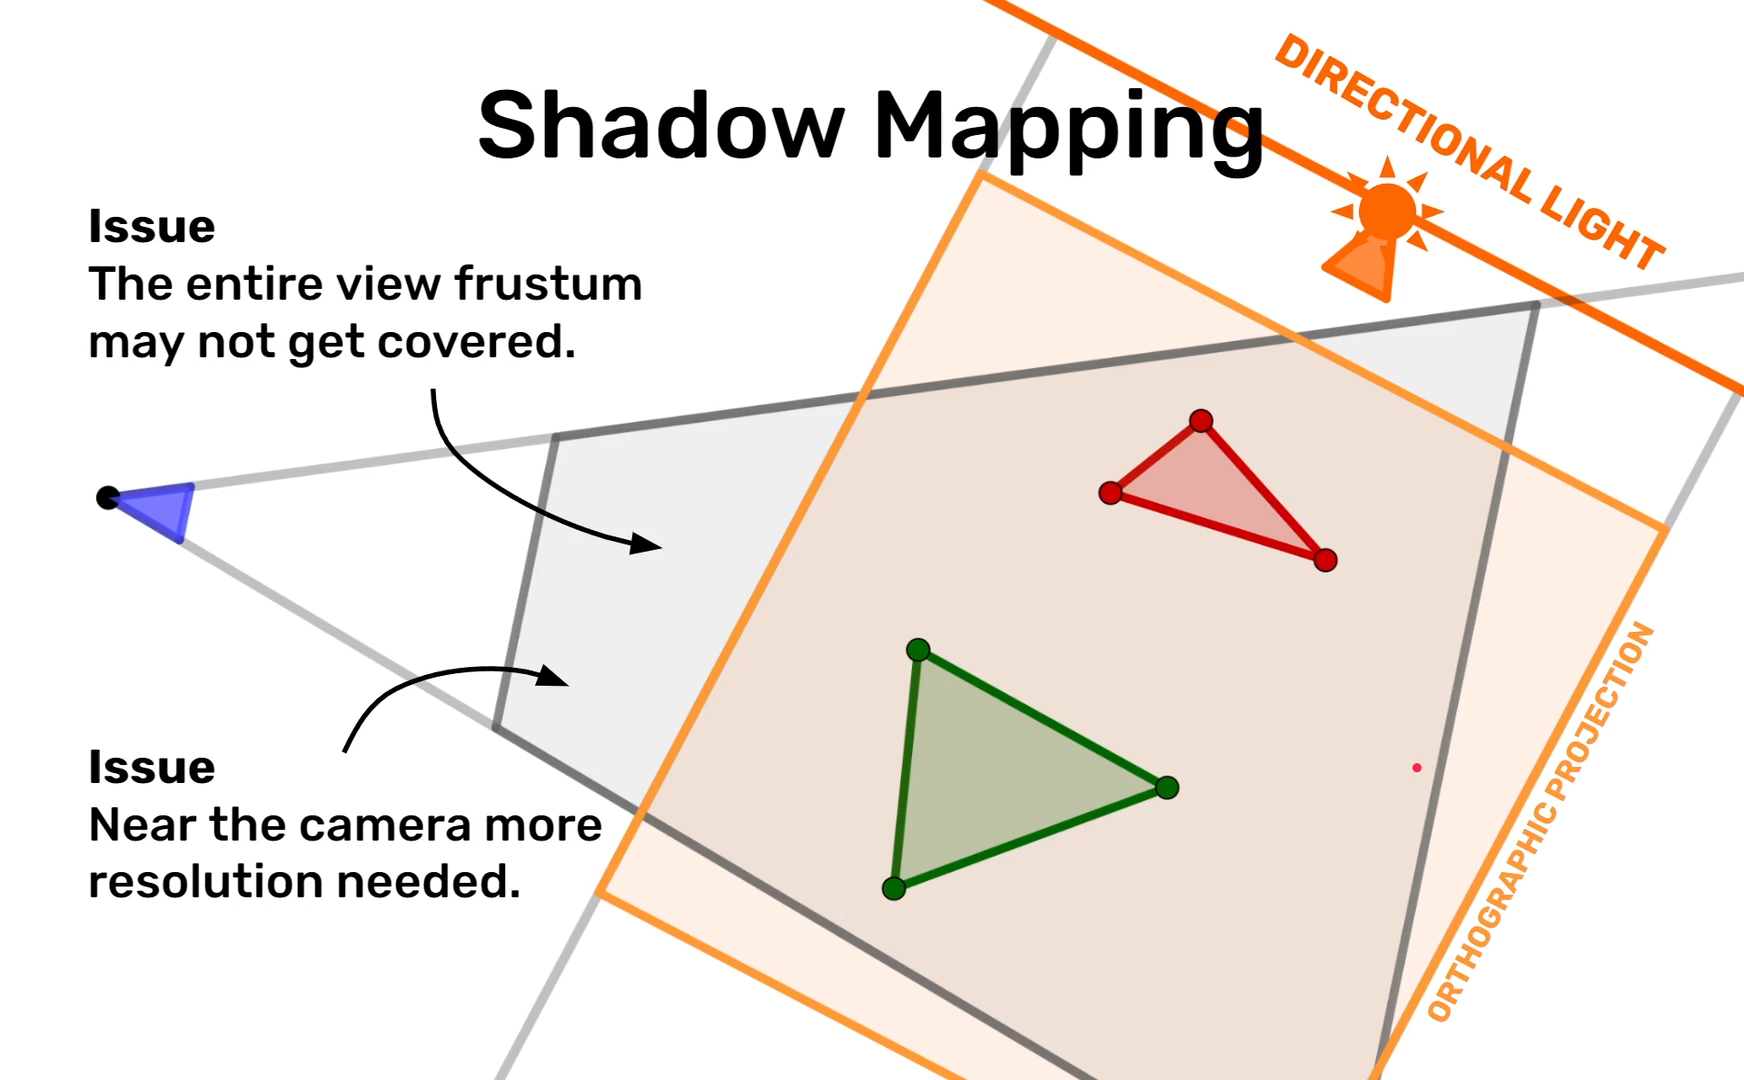 Shadow Mapping
DIRECTIONAL LIGHT
Issue
The entire view frustum
may not get covered.
Issue
Near the camera more
resolution needed.
ORTHOGRAPHIC PROJECTION